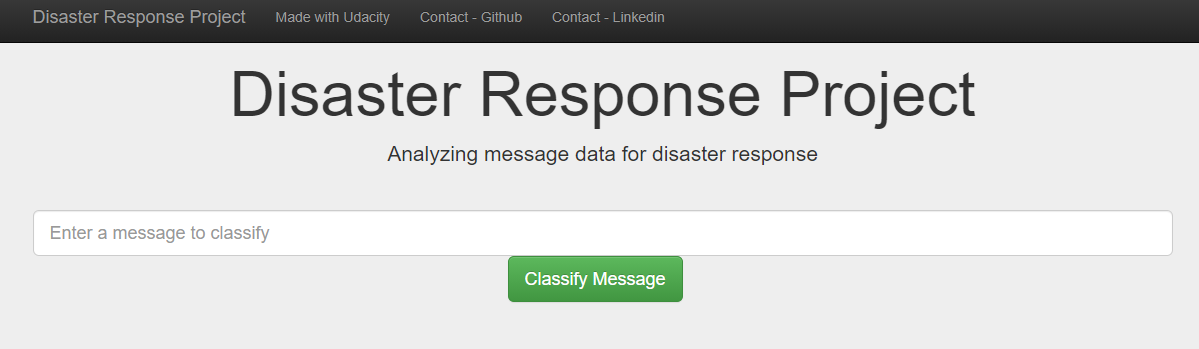 Disaster Response Project Made with Udacity Contact - Github Contact - Linkedin
Disaster Response Project
Analyzing message data for disaster response
Enter a message to classify
Classify Message